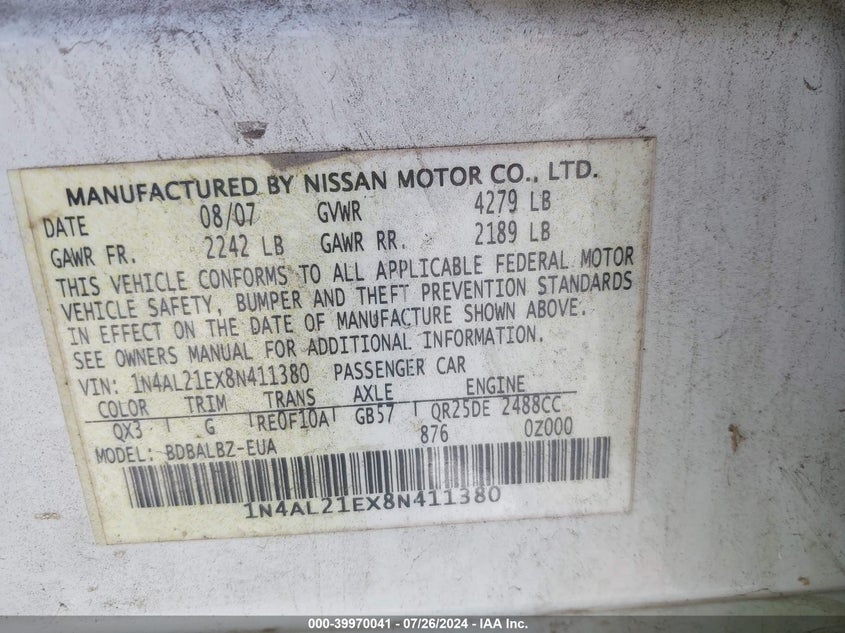 MANUFACTURED BY NISSAN MOTOR CO., LTD.
DATE 08/07 GVWR 4279 LB
GAWR FR. 2242 LB GAWR RR. 2189 LB
THIS VEHICLE CONFORMS TO ALL APPLICABLE FEDERAL MOTOR
VEHICLE SAFETY, BUMPER AND THEFT PREVENTION STANDARDS
IN EFFECT ON THE DATE OF MANUFACTURE SHOWN ABOVE.
SEE OWNERS MANUAL FOR ADDITIONAL INFORMATION.
VIN: 1N4AL21EX8N411380 PASSENGER CAR
COLOR TRIM TRANS AXLE ENGINE
QX3 G RE0F10A GB57 QR25DE 2488CC
MODEL: BDBALBZ-EUA 876 0Z000
1N4AL21EX8N411380
000-39970041 - 07/26/2024 - IAA Inc.